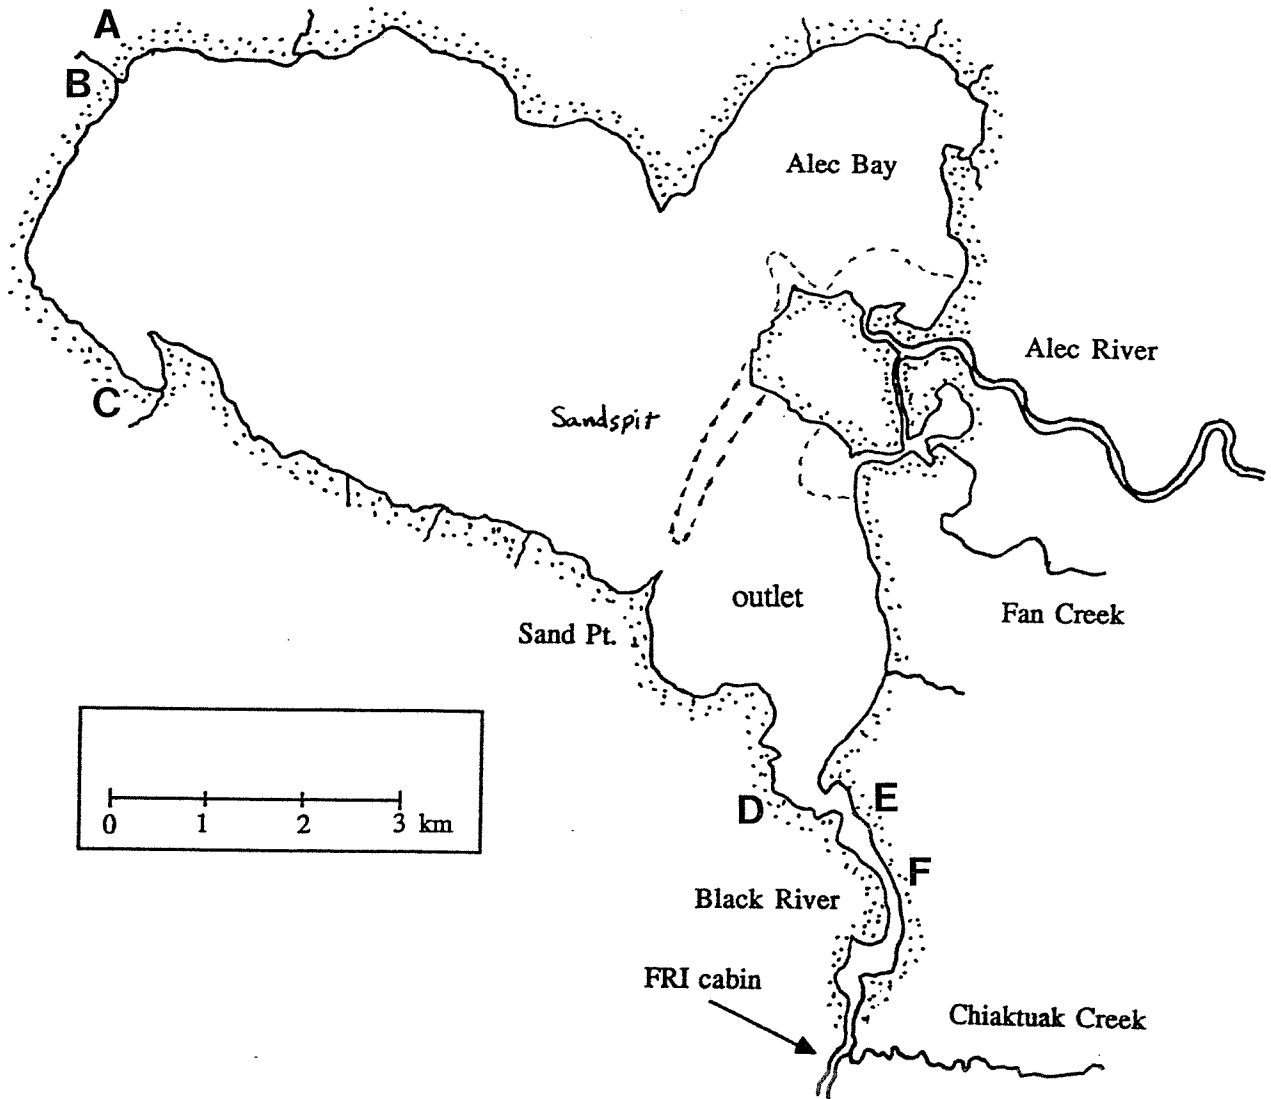 A
B
Alec Bay
Alec River
C
Sandspit
outlet
Fan Creek
Sand Pt.
D
E
0 1 2 3 km
F
Black River
FRI cabin
Chiaktuak Creek